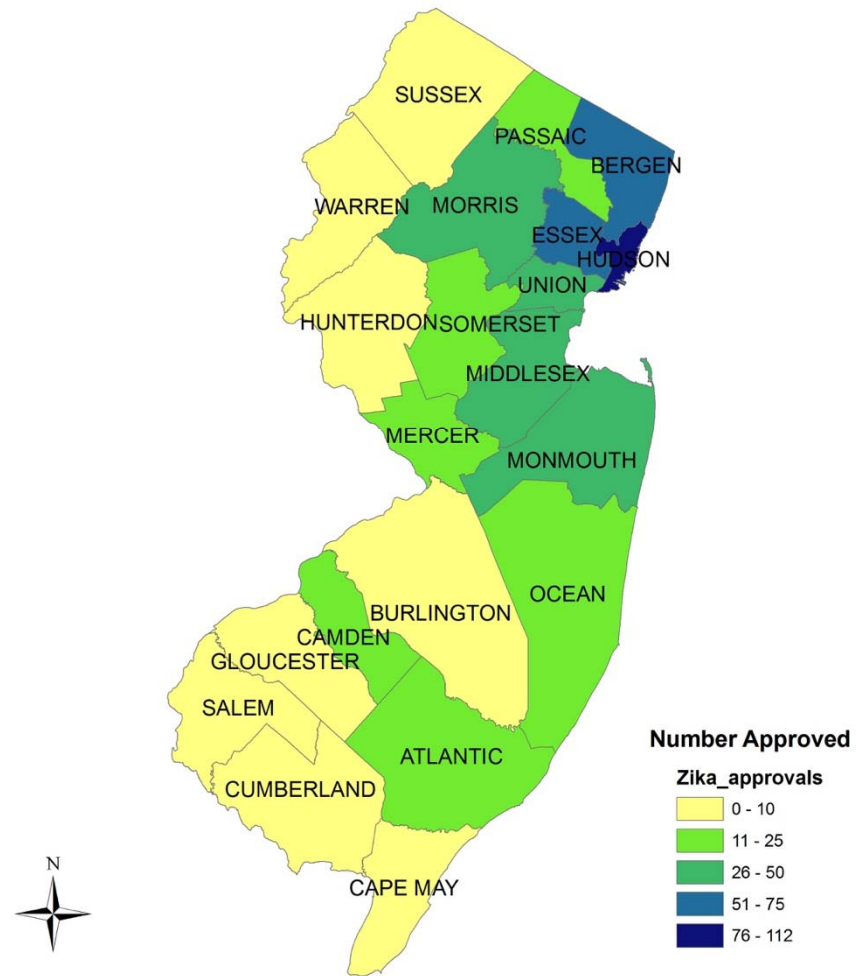 SUSSEX
PASSAIC
BERGEN
WARREN
MORRIS
ESSEX
HUDSON
UNION
HUNTERDON
SOMERSET
MIDDLESEX
MERCER
MONMOUTH
OCEAN
BURLINGTON
CAMDEN
GLOUCESTER
SALEM
ATLANTIC
CUMBERLAND
CAPE MAY
Number Approved
Zika_approvals
0 - 10
11 - 25
26 - 50
51 - 75
76 - 112
N